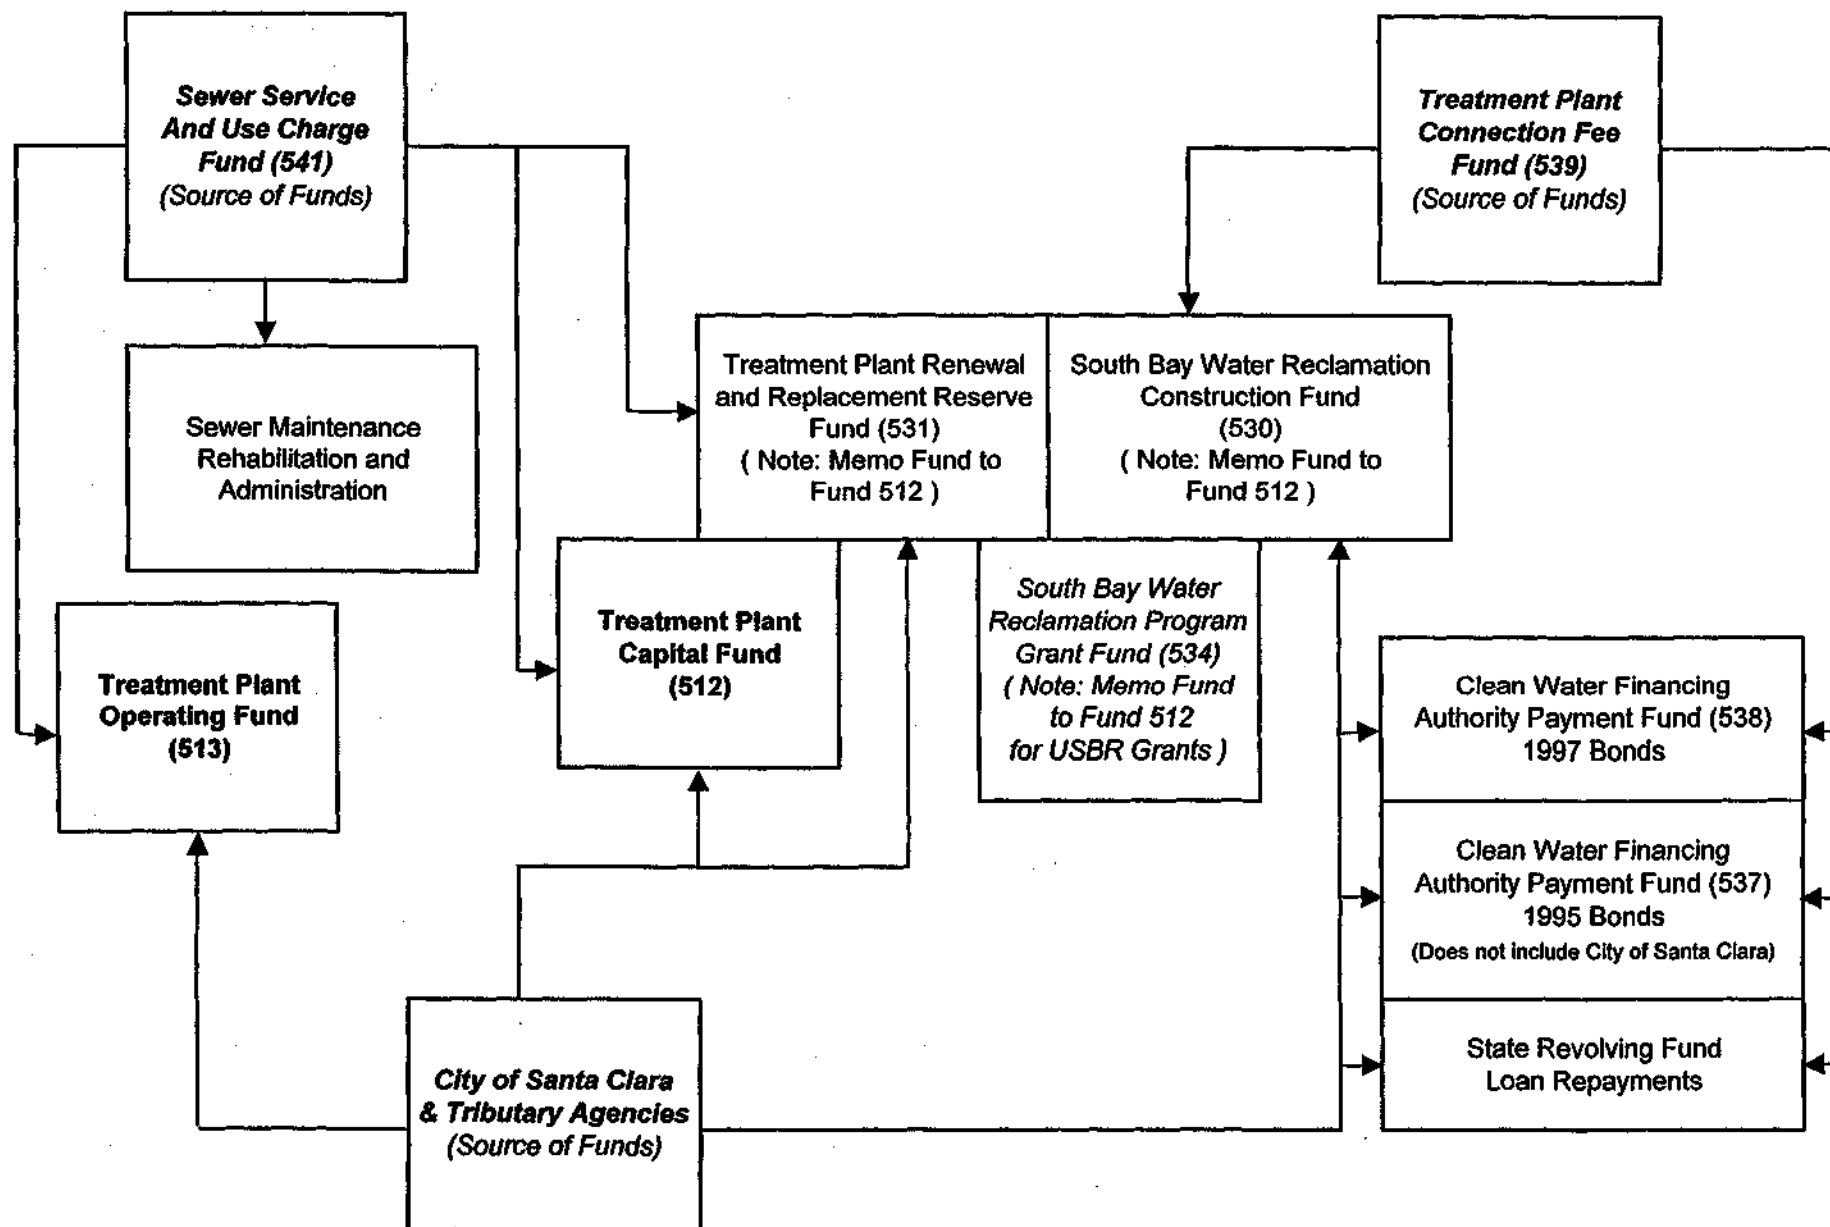 Sewer Service
And Use Charge
Fund (541)
(Source of Funds)
Treatment Plant
Connection Fee
Fund (539)
(Source of Funds)
Sewer Maintenance
Rehabilitation and
Administration
Treatment Plant Renewal
and Replacement Reserve
Fund (531)
( Note: Memo Fund to
Fund 512 )
South Bay Water Reclamation
Construction Fund
(530)
( Note: Memo Fund to
Fund 512 )
Treatment Plant
Operating Fund
(513)
Treatment Plant
Capital Fund
(512)
South Bay Water
Reclamation Program
Grant Fund (534)
( Note: Memo Fund
to Fund 512
for USBR Grants )
Clean Water Financing
Authority Payment Fund (538)
1997 Bonds
Clean Water Financing
Authority Payment Fund (537)
1995 Bonds
(Does not include City of Santa Clara)
State Revolving Fund
Loan Repayments
City of Santa Clara
& Tributary Agencies
(Source of Funds)